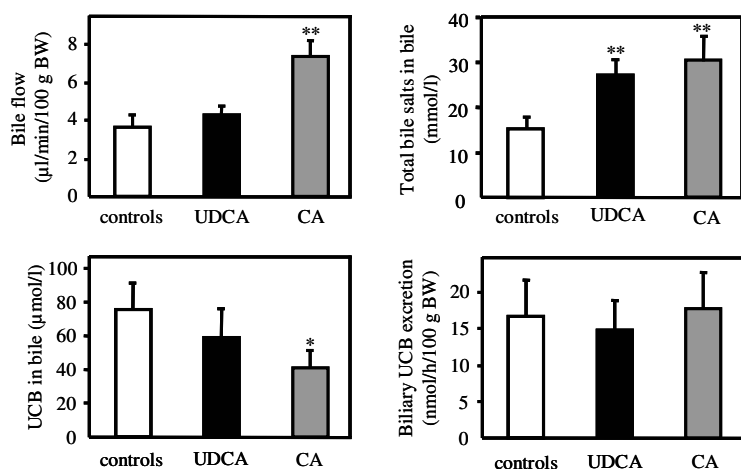 Bile flow
(µl/min/100 g BW)
8
6
4
2
0
**
controls UDCA CA
Total bile salts in bile
(mmol/l)
40
30
20
10
0
**
**
controls UDCA CA
UCB in bile (µmol/l)
100
80
60
40
20
0
*
controls UDCA CA
Biliary UCB excretion
(nmol/h/100 g BW)
20
15
10
5
0
controls UDCA CA